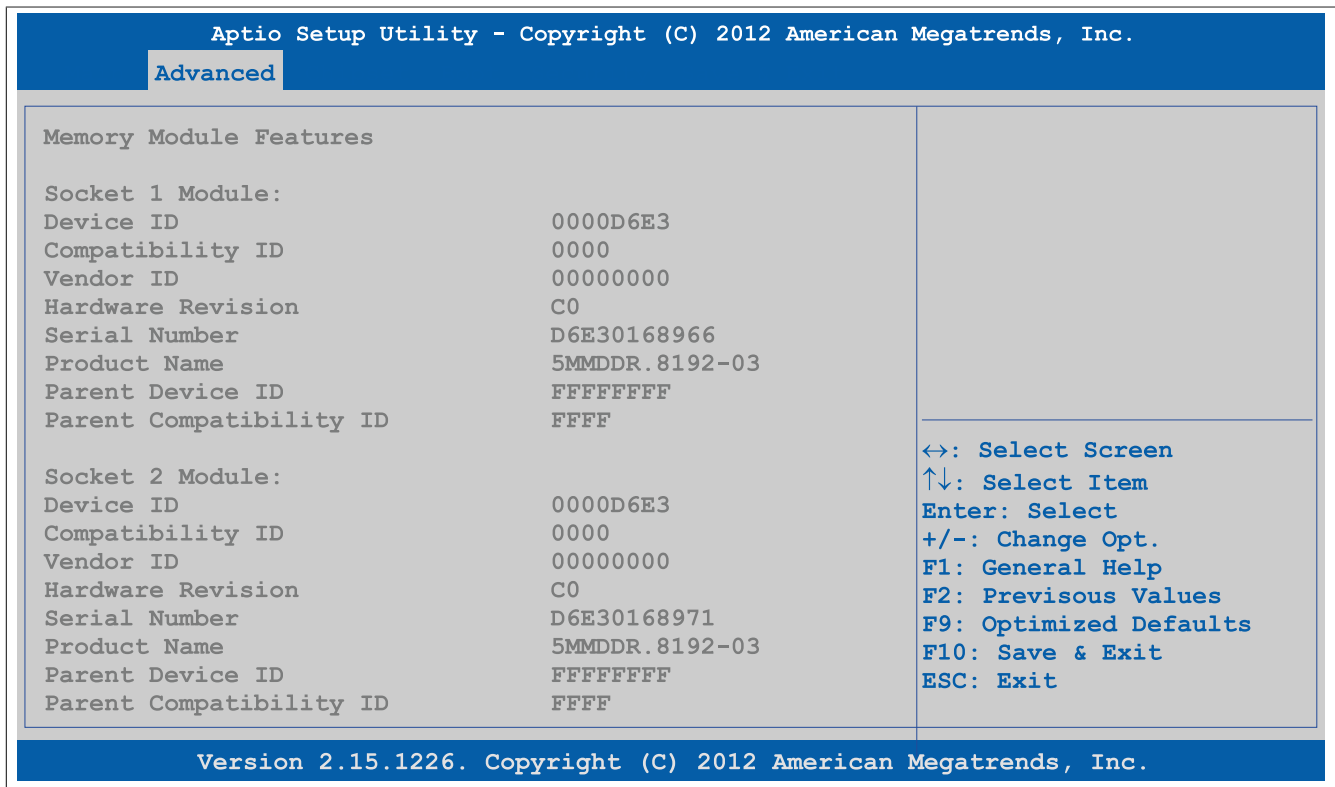 Aptio Setup Utility - Copyright (C) 2012 American Megatrends, Inc.
Advanced
Memory Module Features
Socket 1 Module:
Device ID 0000D6E3
Compatibility ID 0000
Vendor ID 00000000
Hardware Revision C0
Serial Number D6E30168966
Product Name 5MMDDR.8192-03
Parent Device ID FFFFFFFF
Parent Compatibility ID FFFF
Socket 2 Module:
Device ID 0000D6E3
Compatibility ID 0000
Vendor ID 00000000
Hardware Revision C0
Serial Number D6E30168971
Product Name 5MMDDR.8192-03
Parent Device ID FFFFFFFF
Parent Compatibility ID FFFF
↔: Select Screen
↑↓: Select Item
Enter: Select
+/-: Change Opt.
F1: General Help
F2: Previsous Values
F9: Optimized Defaults
F10: Save & Exit
ESC: Exit
Version 2.15.1226. Copyright (C) 2012 American Megatrends, Inc.